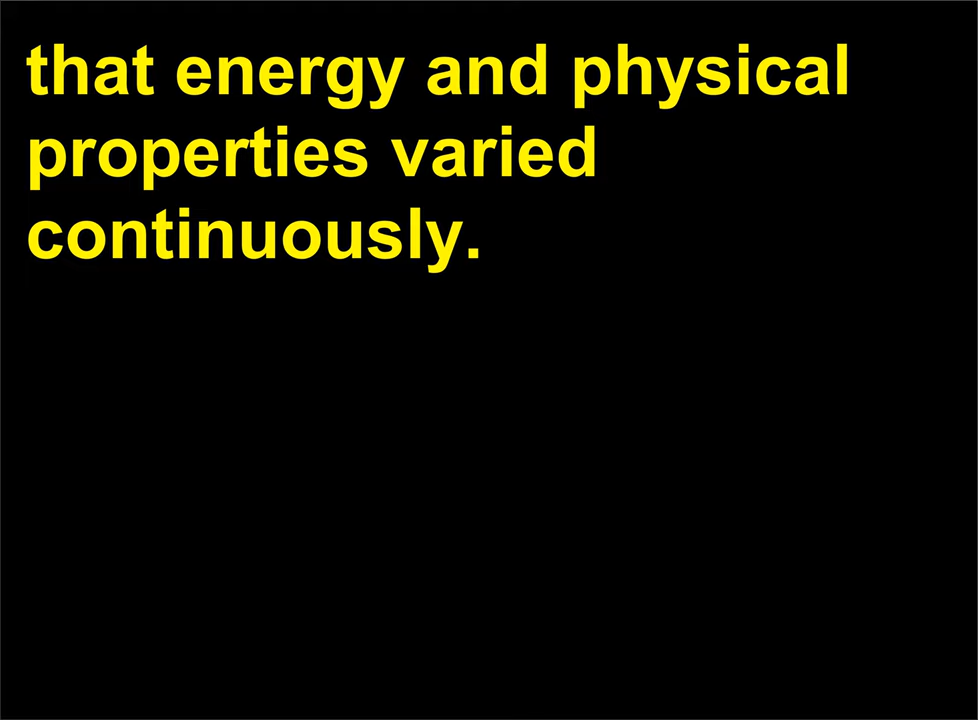 that energy and physical
properties varied
continuously.